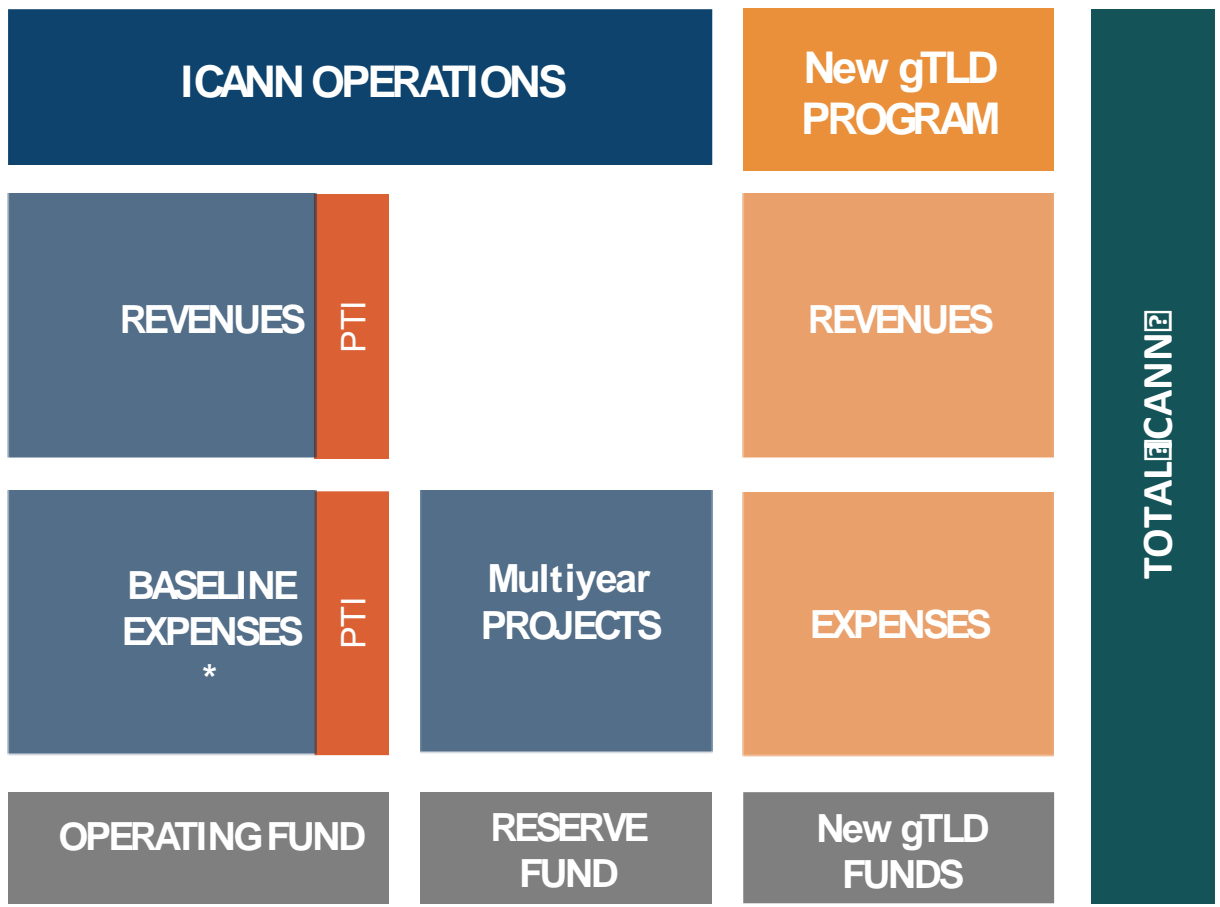 ICANN OPERATIONS
New gTLD
PROGRAM
REVENUES
PTI
REVENUES
BASELINE
EXPENSES
*
PTI
Multiyear
PROJECTS
EXPENSES
OPERATING FUND
RESERVE
FUND
New gTLD
FUNDS
TOTAL⍰ICANN⍰